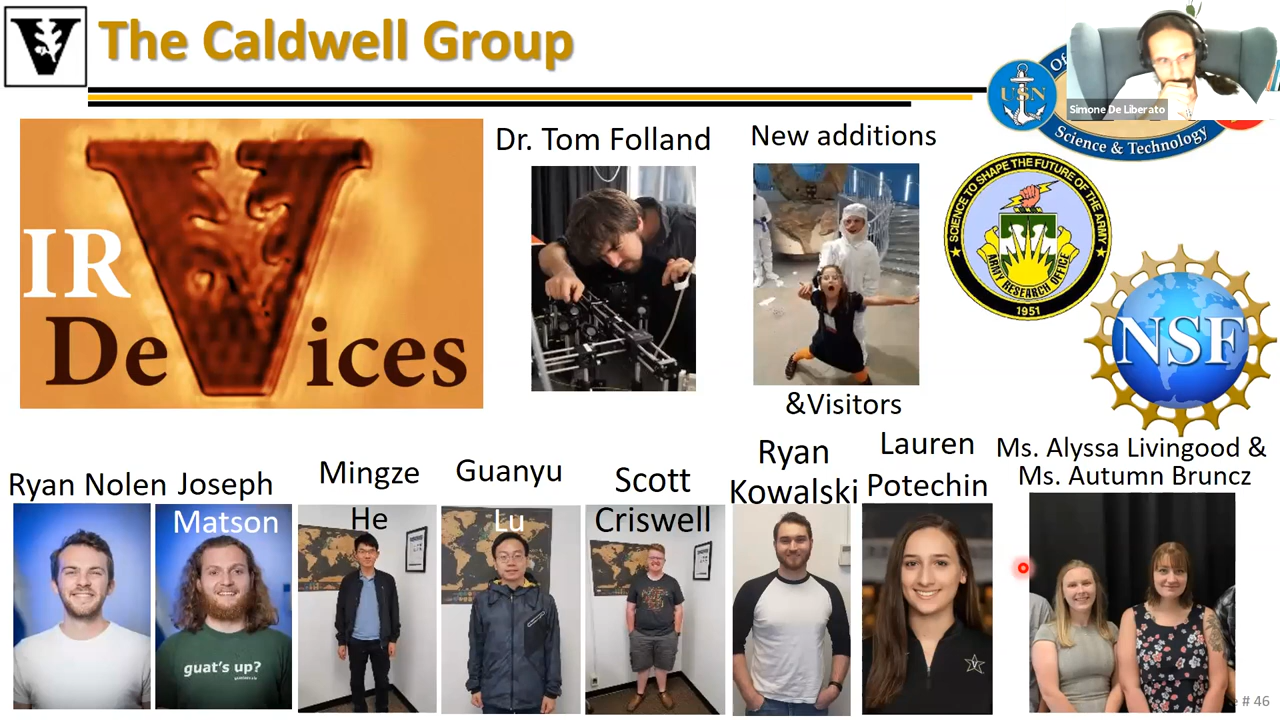 The Caldwell Group
Of
USN
Simone De Liberato
Science & Technology
IR
DeVices
Dr. Tom Folland
New additions
&Visitors
SCIENCE TO SHAPE THE FUTURE OF THE ARMY
ARMY RESEARCH OFFICE
1951
NSF
Ryan Nolen
Joseph
Matson
Mingze
He
Guanyu
Lu
Scott
Criswell
Ryan
Kowalski
Lauren
Potechin
Ms. Alyssa Livingood &
Ms. Autumn Bruncz
guat's up?
# 46